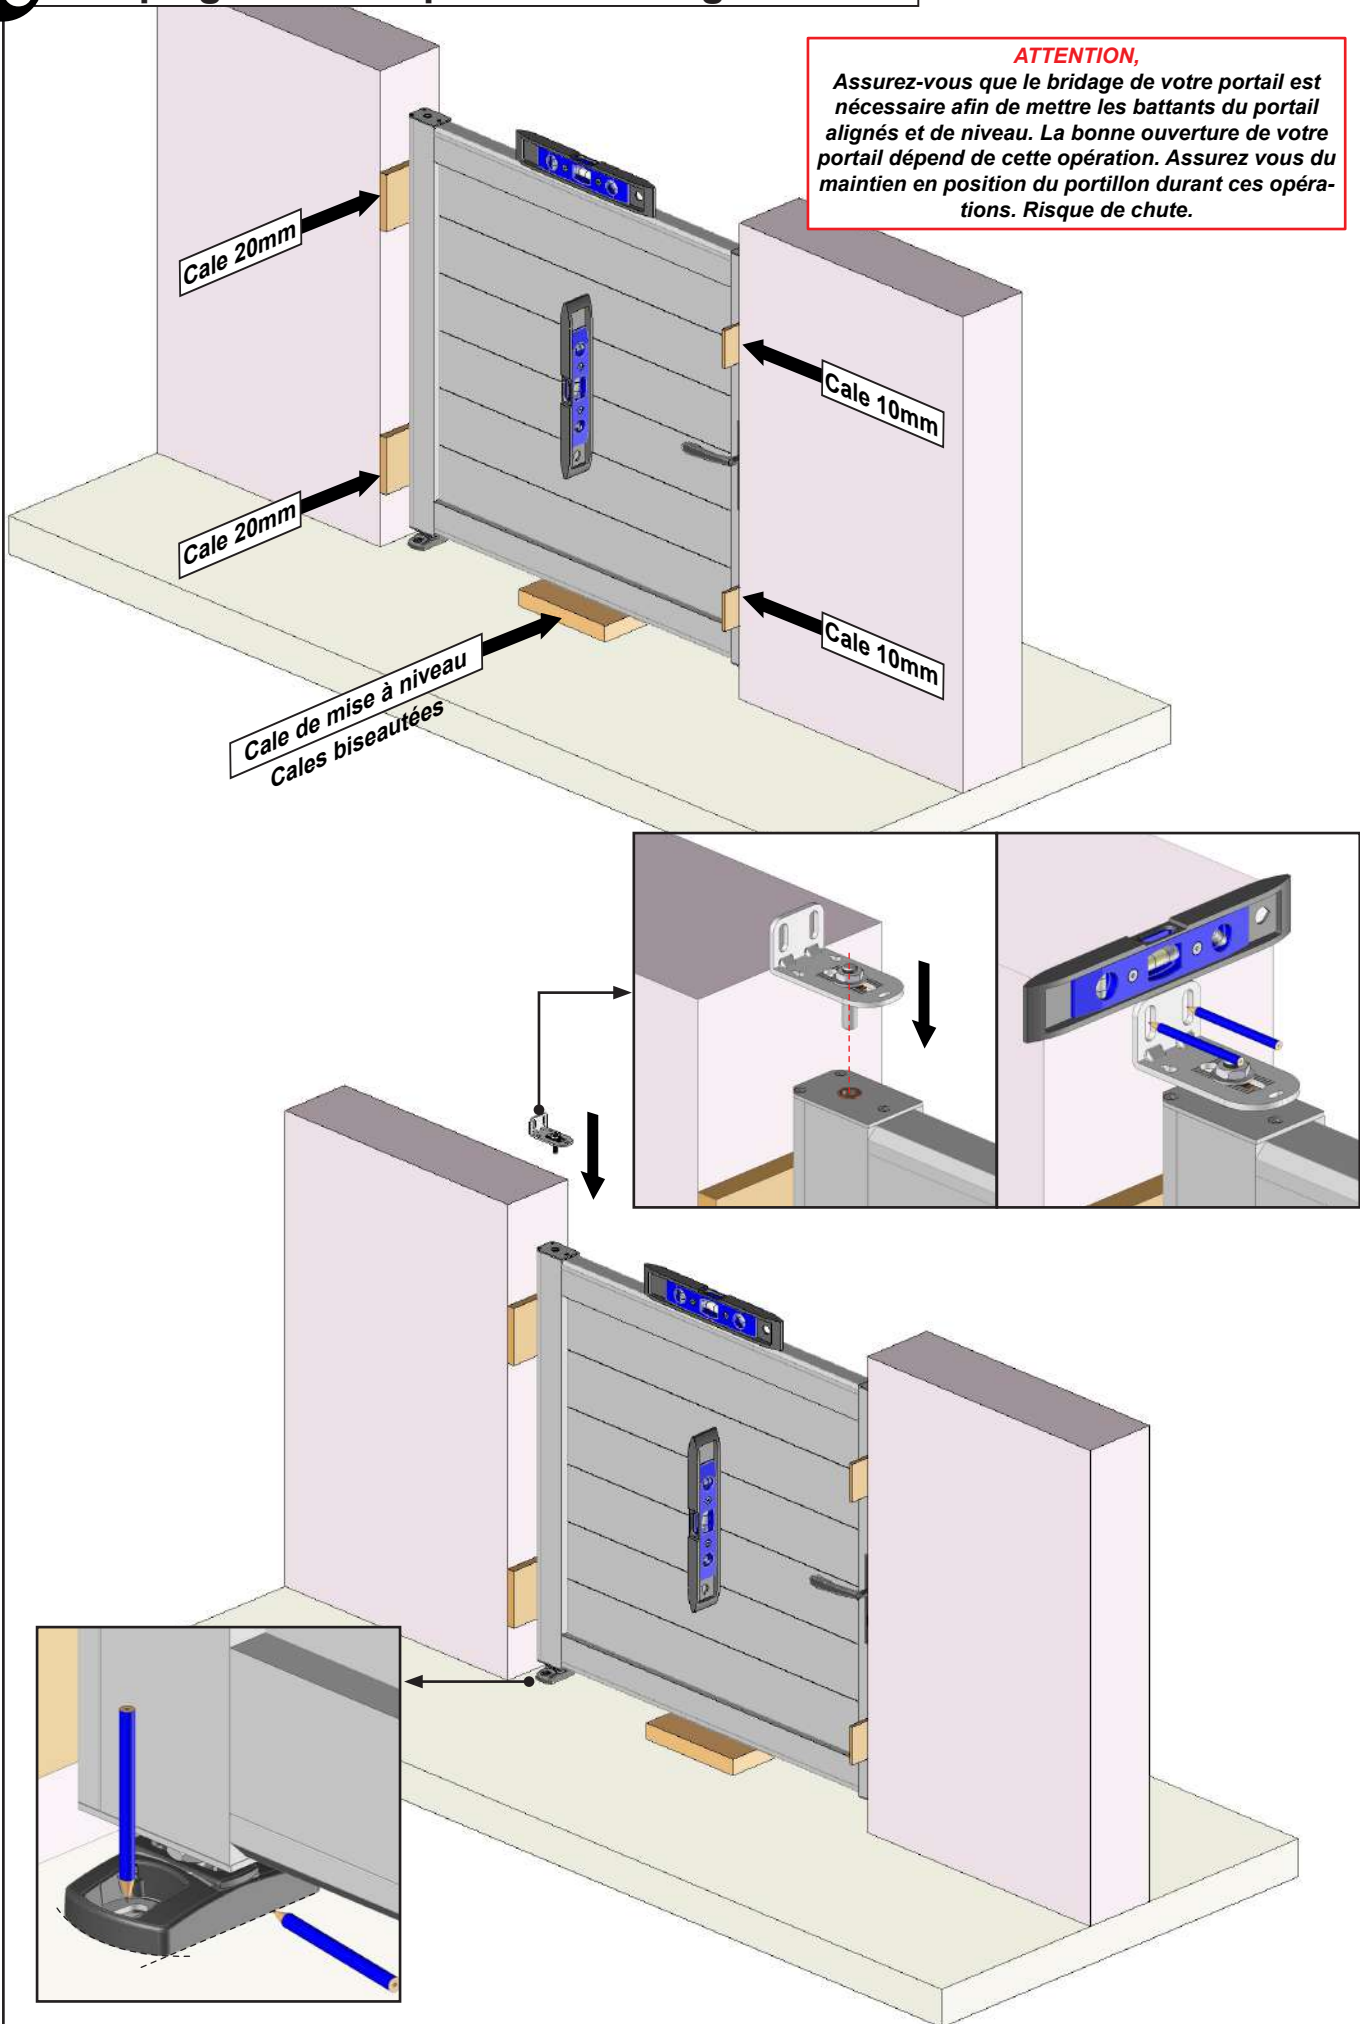 ATTENTION,
Assurez-vous que le bridage de votre portail est
nécessaire afin de mettre les battants du portail
alignés et de niveau. La bonne ouverture de votre
portail dépend de cette opération. Assurez vous du
maintien en position du portillon durant ces opéra-
tions. Risque de chute.
Cale 20mm
Cale 10mm
Cale 20mm
Cale 10mm
Cale de mise à niveau
Cales biseautées